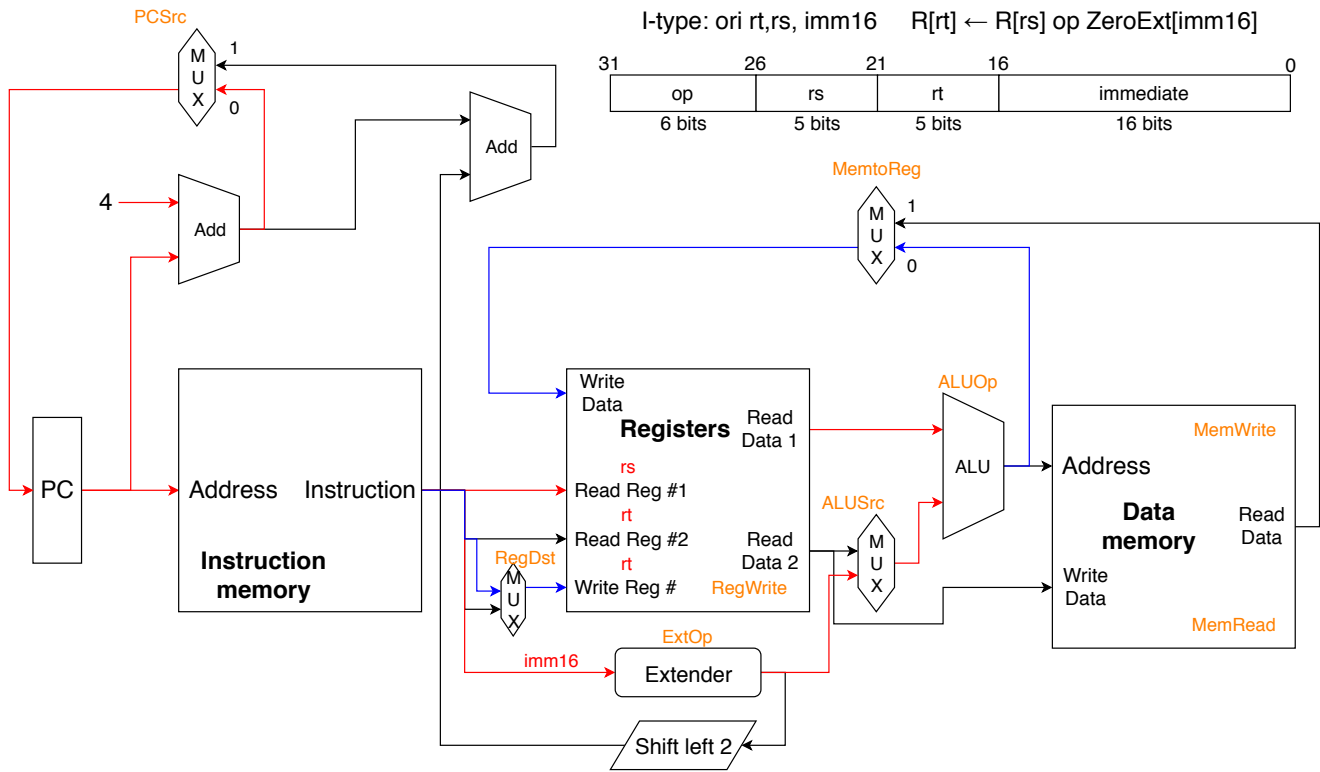 PCSrc
I-type: ori rt,rs, imm16 R[rt] ← R[rs] op ZeroExt[imm16]
31 26 21 16 0
op rs rt immediate
6 bits 5 bits 5 bits 16 bits
M
U
X
1
0
Add
4
Add
MemtoReg
M
U
X
1
0
PC
Address Instruction
Instruction
memory
Write
Data
Registers
Read
Data 1
rs
Read Reg #1
rt
Read Reg #2
rt
Write Reg #
Read
Data 2
RegWrite
RegDst
M
U
X
ALUOp
ALU
ALUSrc
M
U
X
MemWrite
Address
Data
memory
Read
Data
Write
Data
MemRead
ExtOp
imm16
Extender
Shift left 2